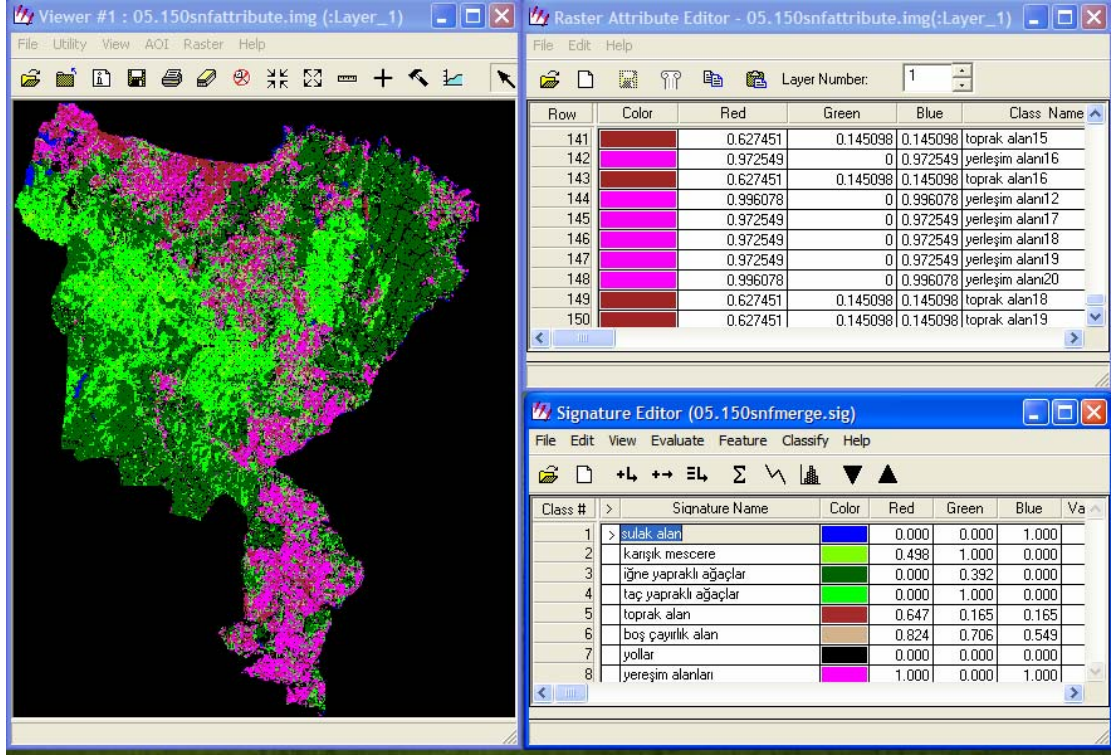 Viewer #1 : 05.150snfattribute.img (:Layer_1)
File Utility View AOI Raster Help
Raster Attribute Editor - 05.150snfattribute.img(:Layer_1)
File Edit Help
Layer Number: 1
Row Color Red Green Blue Class Name
141 0.627451 0.145098 0.145098 toprak alan15
142 0.972549 0 0.972549 yerleşim alanı16
143 0.627451 0.145098 0.145098 toprak alan16
144 0.996078 0 0.996078 yerleşim alanı12
145 0.972549 0 0.972549 yerleşim alanı17
146 0.972549 0 0.972549 yerleşim alanı18
147 0.972549 0 0.972549 yerleşim alanı19
148 0.996078 0 0.996078 yerleşim alanı20
149 0.627451 0.145098 0.145098 toprak alan18
150 0.627451 0.145098 0.145098 toprak alan19
Signature Editor (05.150snfmerge.sig)
File Edit View Evaluate Feature Classify Help
Class # > Signature Name Color Red Green Blue Va
1 > sulak alan 0.000 0.000 1.000
2 karışık mescere 0.498 1.000 0.000
3 iğne yapraklı ağaçlar 0.000 0.392 0.000
4 taç yapraklı ağaçlar 0.000 1.000 0.000
5 toprak alan 0.647 0.165 0.165
6 boş çayırlık alan 0.824 0.706 0.549
7 yollar 0.000 0.000 0.000
8 yereşim alanları 1.000 0.000 1.000